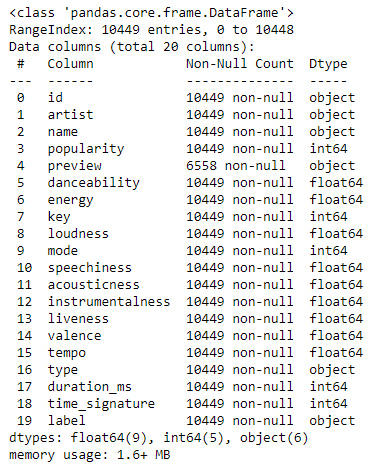 <class 'pandas.core.frame.DataFrame'>
RangeIndex: 10449 entries, 0 to 10448
Data columns (total 20 columns):
 #   Column            Non-Null Count  Dtype
---  ------            --------------  -----
 0   id                10449 non-null  object
 1   artist            10449 non-null  object
 2   name              10449 non-null  object
 3   popularity        10449 non-null  int64
 4   preview           6558 non-null   object
 5   danceability      10449 non-null  float64
 6   energy            10449 non-null  float64
 7   key               10449 non-null  int64
 8   loudness          10449 non-null  float64
 9   mode              10449 non-null  int64
 10  speechiness       10449 non-null  float64
 11  acousticness      10449 non-null  float64
 12  instrumentalness  10449 non-null  float64
 13  liveness          10449 non-null  float64
 14  valence           10449 non-null  float64
 15  tempo             10449 non-null  float64
 16  type              10449 non-null  object
 17  duration_ms       10449 non-null  int64
 18  time_signature    10449 non-null  int64
 19  label             10449 non-null  object
dtypes: float64(9), int64(5), object(6)
memory usage: 1.6+ MB